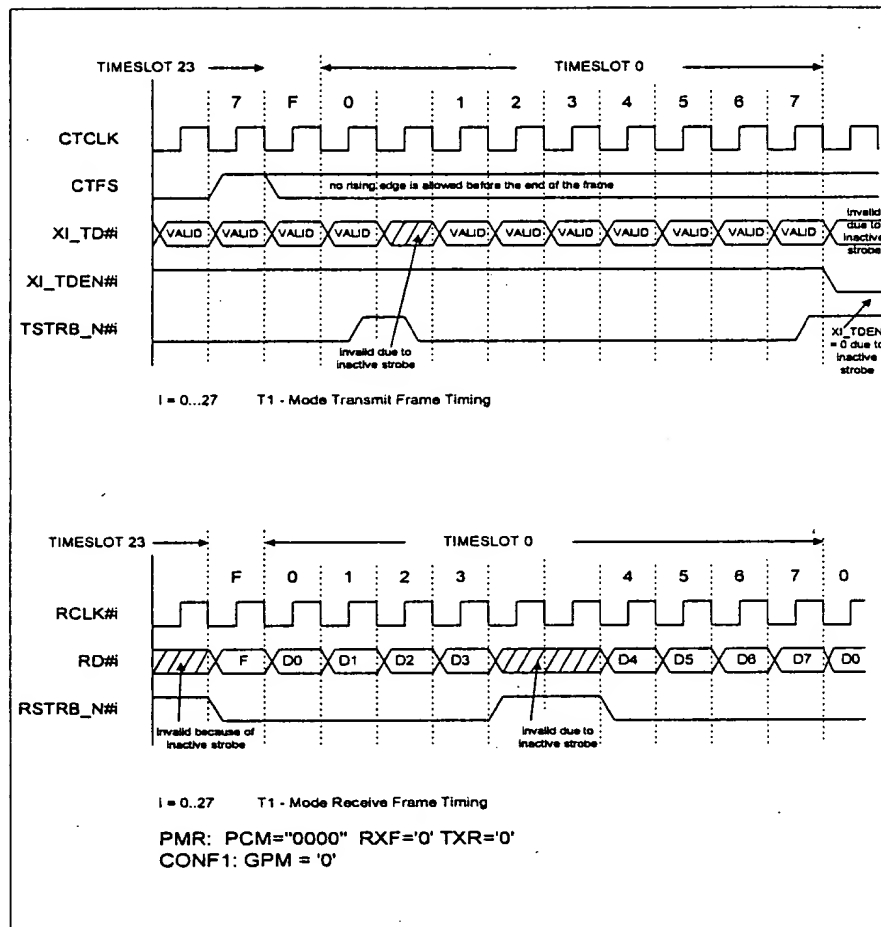 TIMESLOT 23 TIMESLOT 0
7 F 0 1 2 3 4 5 6 7
CTCLK
CTFS
no rising edge is allowed before the end of the frame
XI_TD#i
VALID VALID VALID VALID VALID VALID VALID VALID VALID VALID VALID
invalid
due to
inactive
strobe
XI_TDEN#i
TSTRB_N#i
invalid due to
inactive strobe
XI_TDEN
= 0 due to
inactive
strobe
i = 0...27 T1 - Mode Transmit Frame Timing
TIMESLOT 23 TIMESLOT 0
F 0 1 2 3 4 5 6 7 0
RCLK#i
RD#i
F D0 D1 D2 D3 D4 D5 D6 D7 D0
RSTRB_N#i
invalid because of
inactive strobe
invalid due to
inactive strobe
i = 0..27 T1 - Mode Receive Frame Timing
PMR: PCM="0000" RXF='0' TXR='0'
CONF1: GPM = '0'